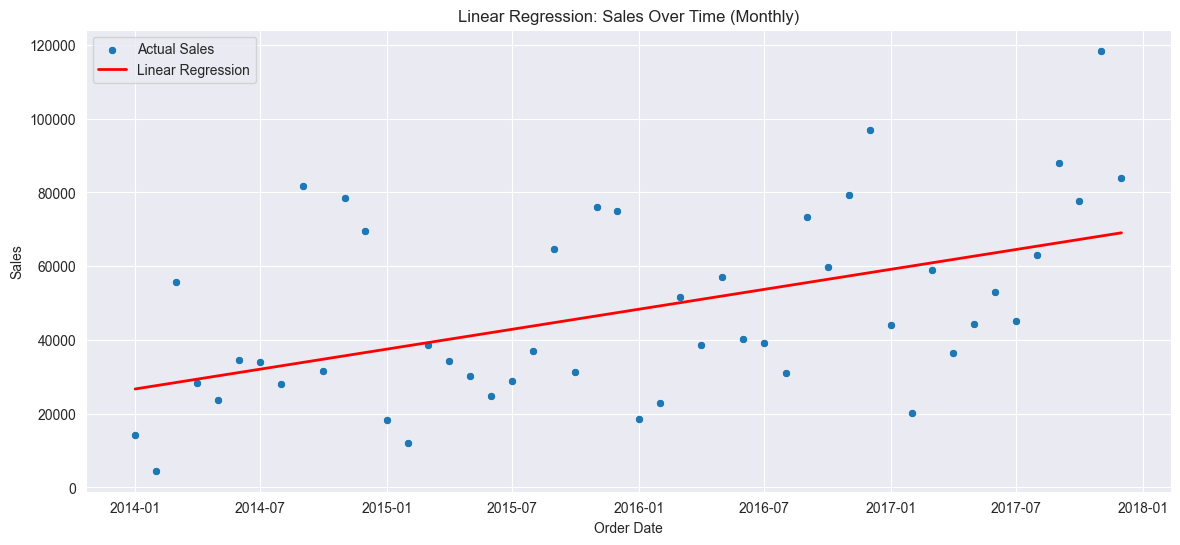 Linear Regression: Sales Over Time (Monthly)
Actual Sales
Linear Regression
120000
100000
80000
60000
40000
20000
0
Sales
2014-01 2014-07 2015-01 2015-07 2016-01 2016-07 2017-01 2017-07 2018-01
Order Date